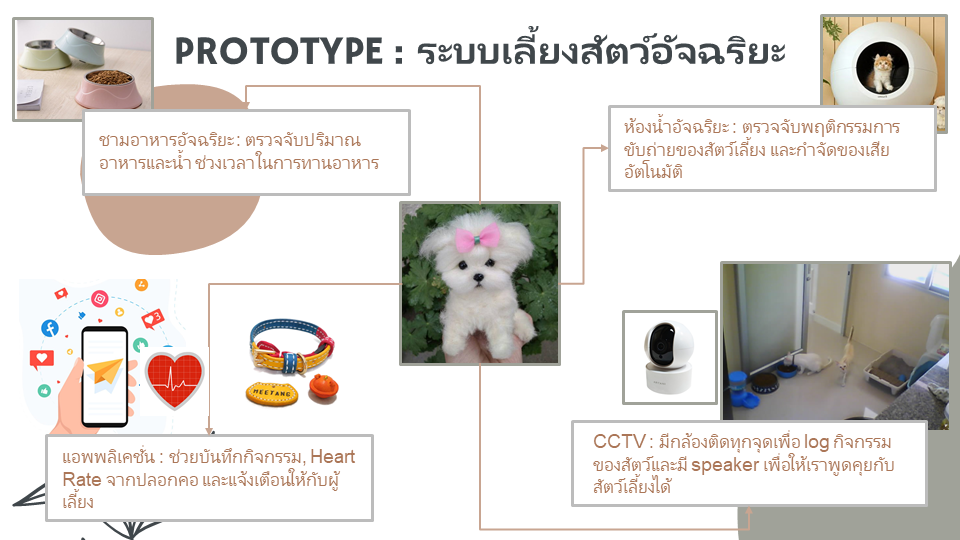 PROTOTYPE : ระบบเลี้ยงสัตว์อัจฉริยะ
ชามอาหารอัจฉริยะ: ตรวจจับปริมาณ
อาหารและน้ำ ช่วงเวลาในการทานอาหาร
ห้องน้ำอัจฉริยะ : ตรวจจับพฤติกรรมการ
ขับถ่ายของสัตว์เลี้ยง และกำจัดของเสีย
อัตโนมัติ
3
MEETANG
แอพพลิเคชั่น : ช่วยบันทึกกิจกรรม, Heart
Rate จากปลอกคอ และแจ้งเตือนให้กับผู้
เลี้ยง
CCTV : มีกล้องติดทุกจุดเพื่อ log กิจกรรม
ของสัตว์และมี speaker เพื่อให้เราพูดคุยกับ
สัตว์เลี้ยงได้